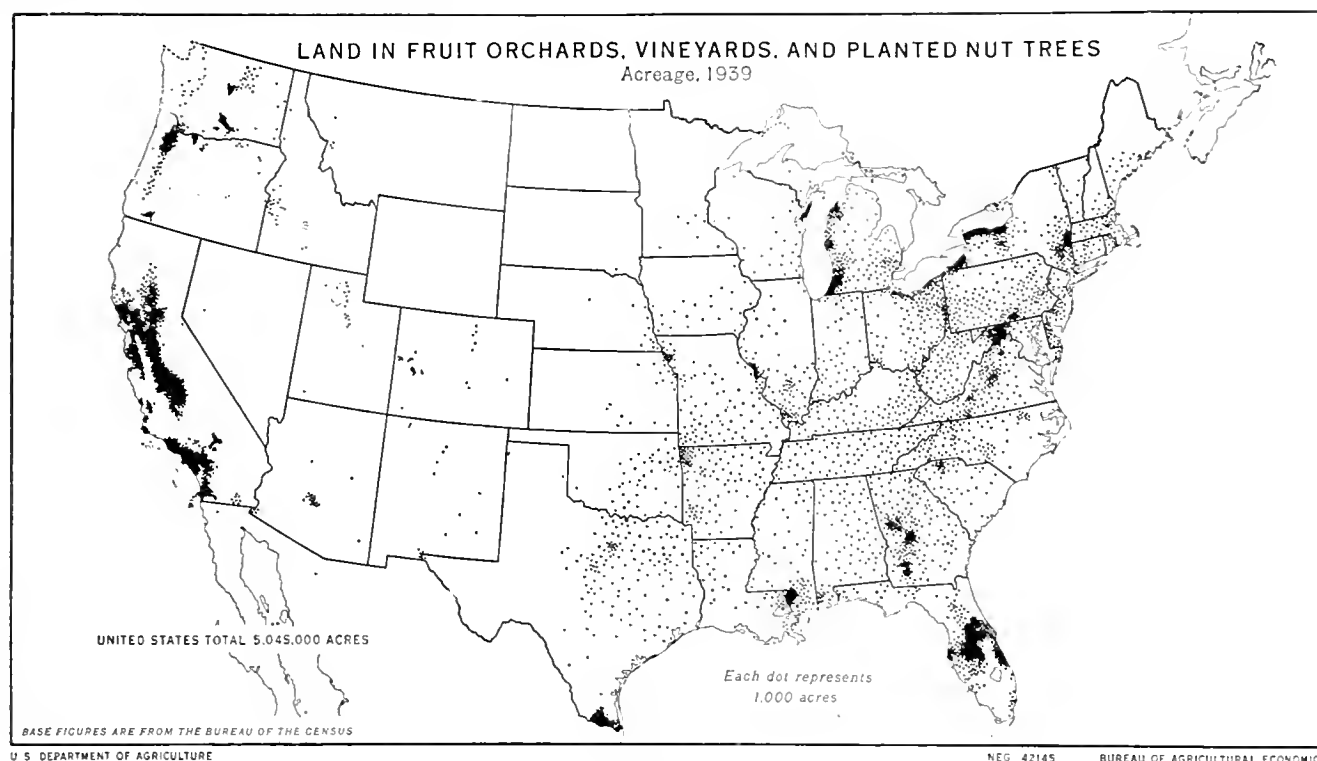 LAND IN FRUIT ORCHARDS, VINEYARDS, AND PLANTED NUT TREES
Acreage, 1939
UNITED STATES TOTAL 5,045,000 ACRES
Each dot represents
1,000 acres
BASE FIGURES ARE FROM THE BUREAU OF THE CENSUS
U S DEPARTMENT OF AGRICULTURE
NEG. 42145 BUREAU OF AGRICULTURAL ECONOMIC